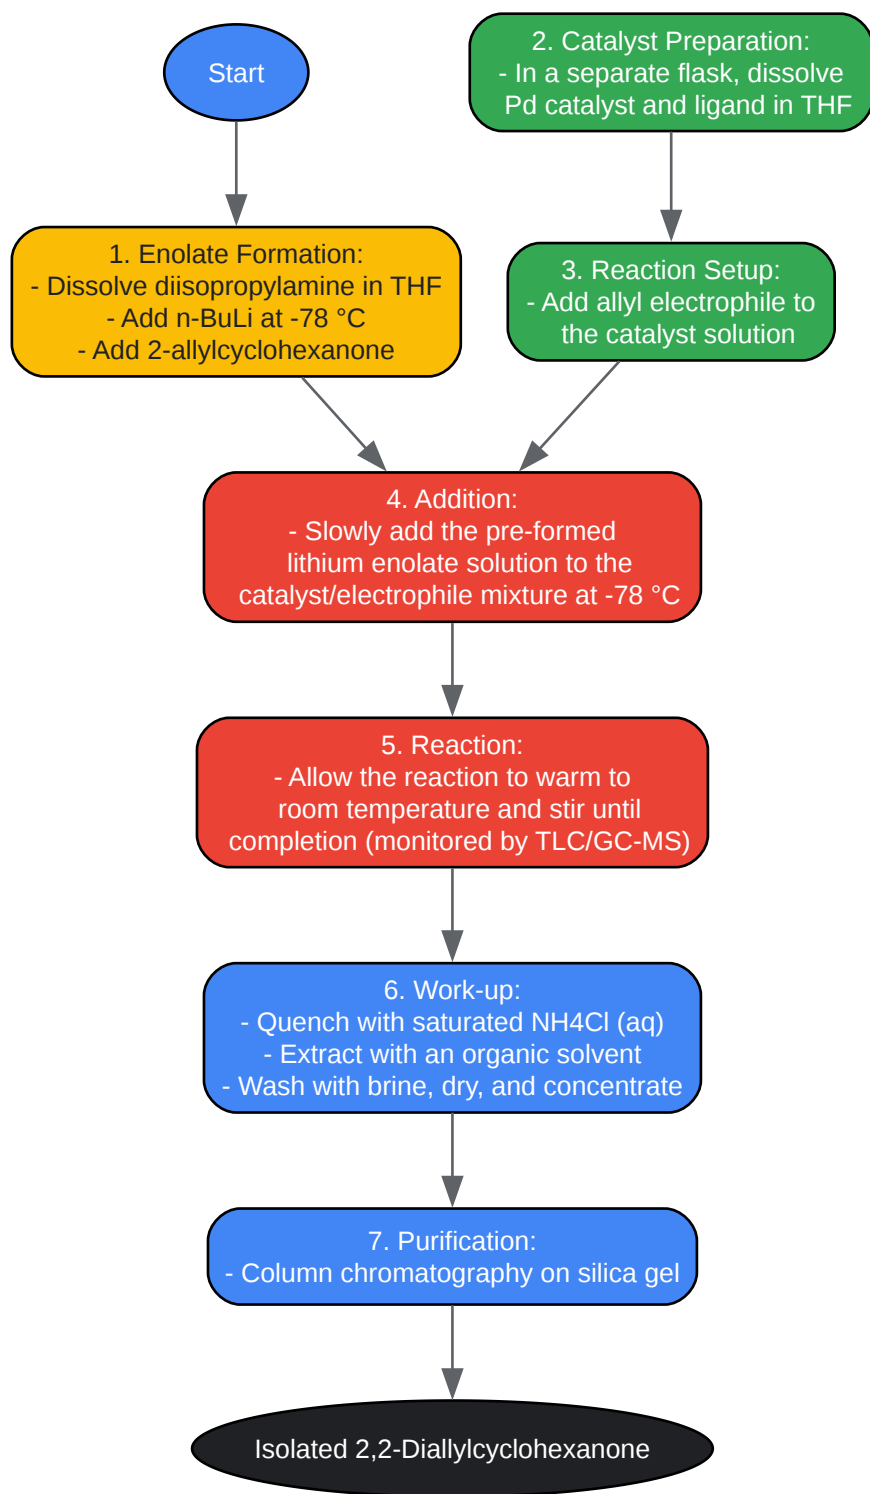 Start
2. Catalyst Preparation:
- In a separate flask, dissolve
Pd catalyst and ligand in THF
1. Enolate Formation:
- Dissolve diisopropylamine in THF
- Add n-BuLi at -78 °C
- Add 2-allylcyclohexanone
3. Reaction Setup:
- Add allyl electrophile to
the catalyst solution
4. Addition:
- Slowly add the pre-formed
lithium enolate solution to the
catalyst/electrophile mixture at -78 °C
5. Reaction:
- Allow the reaction to warm to
room temperature and stir until
completion (monitored by TLC/GC-MS)
6. Work-up:
- Quench with saturated NH4Cl (aq)
- Extract with an organic solvent
- Wash with brine, dry, and concentrate
7. Purification:
- Column chromatography on silica gel
Isolated 2,2-Diallylcyclohexanone